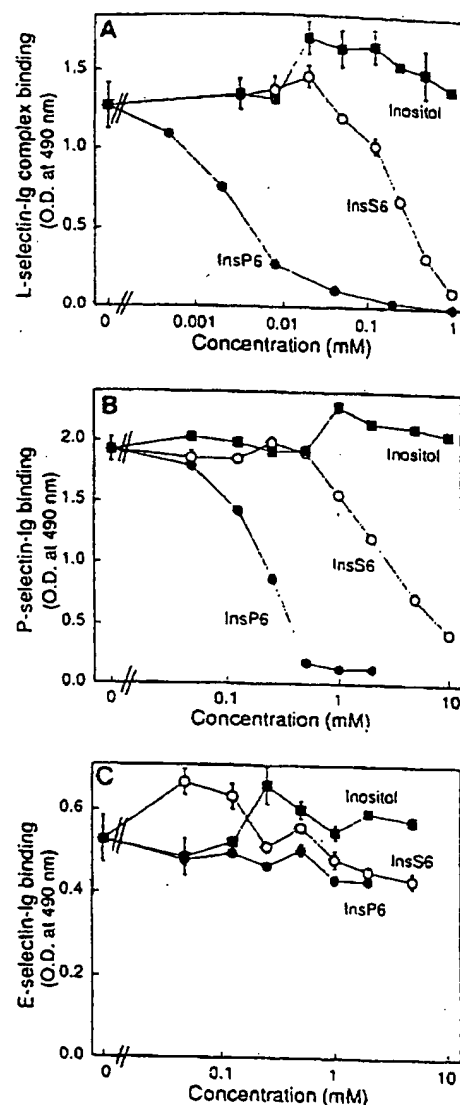 A
L-selectin-Ig complex binding
(O.D. at 490 nm)
1.5
1.0
0.5
0.0
Inositol
InsS6
InsP6
0 0.001 0.01 0.1 1
Concentration (mM)
B
P-selectin-Ig binding
(O.D. at 490 nm)
2.0
1.5
1.0
0.5
0.0
Inositol
InsS6
InsP6
0 0.1 1 10
Concentration (mM)
C
E-selectin-Ig binding
(O.D. at 490 nm)
0.6
0.4
0.2
0.0
Inositol
InsS6
InsP6
0 0.1 1 10
Concentration (mM)